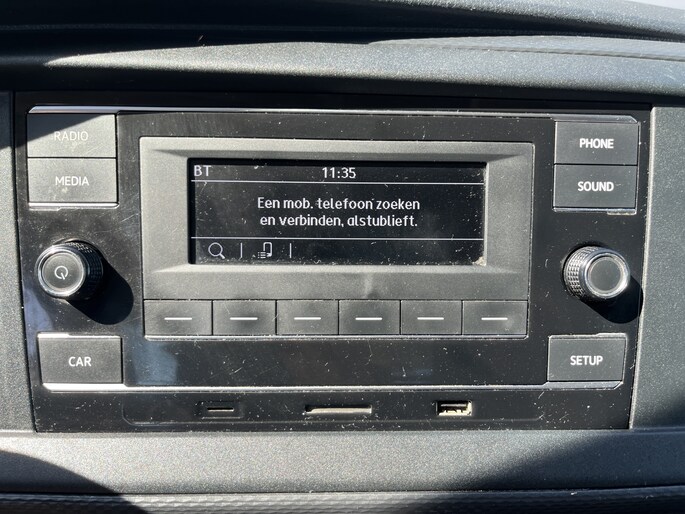 RADIO
MEDIA
BT 11:35
Een mob. telefoon zoeken
en verbinden, alstublieft.
PHONE
SOUND
CAR
SETUP